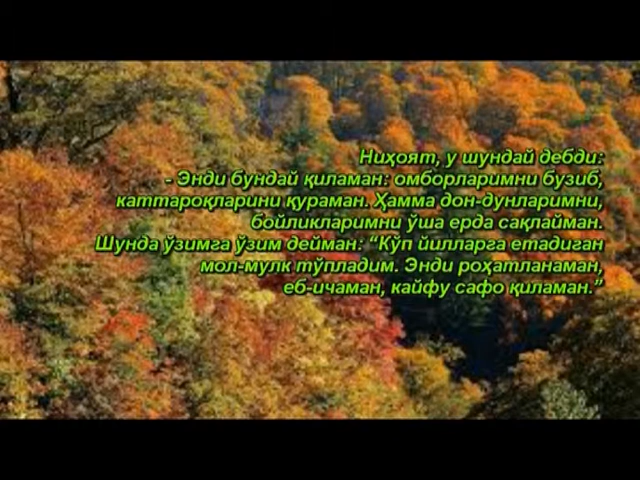 Ниҳоят, у шундай дебди:
- Энди бундай қиламан: омборларимни бузиб,
каттароқларини қураман. Ҳамма дон-дунларимни,
бойликларимни ўша ерда сақлайман.
Шунда ўзимга ўзим дейман: “Кўп йилларга етадиган
мол-мулк тўпладим. Энди роҳатланаман,
еб-ичаман, кайфу сафо қиламан.”